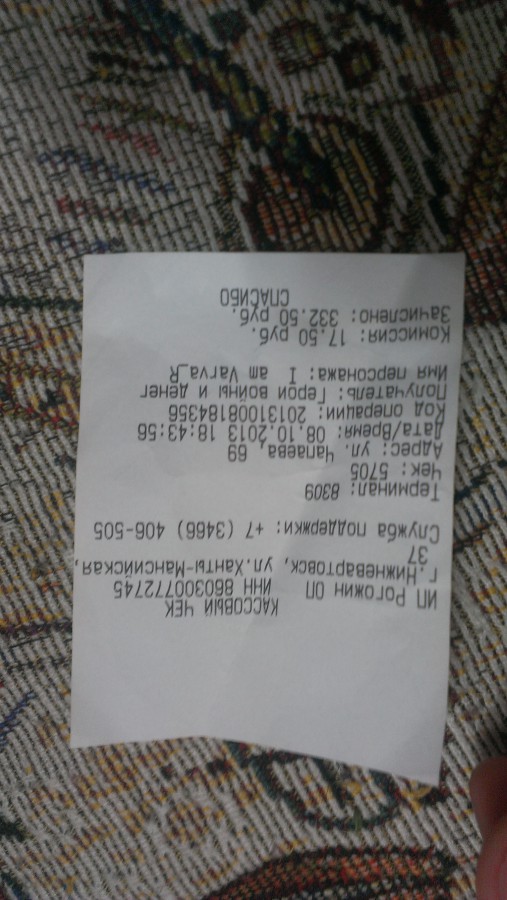 КАССОВЫЙ ЧЕК
ИП Рогожин ОП ИНН 860300772745
г.Нижневартовск, ул.Ханты-Мансийская,
37
Служба поддержки: +7 (3466) 406-505
Терминал: 8309
Чек: 5705
Адрес: ул. Чапаева, 69
Дата/Время: 08.10.2013 18:43:56
Код операции: 20131008184356
Получатель: Герои войны и денег
Имя персонажа: I am Varva_R
Комиссия: 17.50 руб.
Зачислено: 332.50 руб.
СПАСИБО